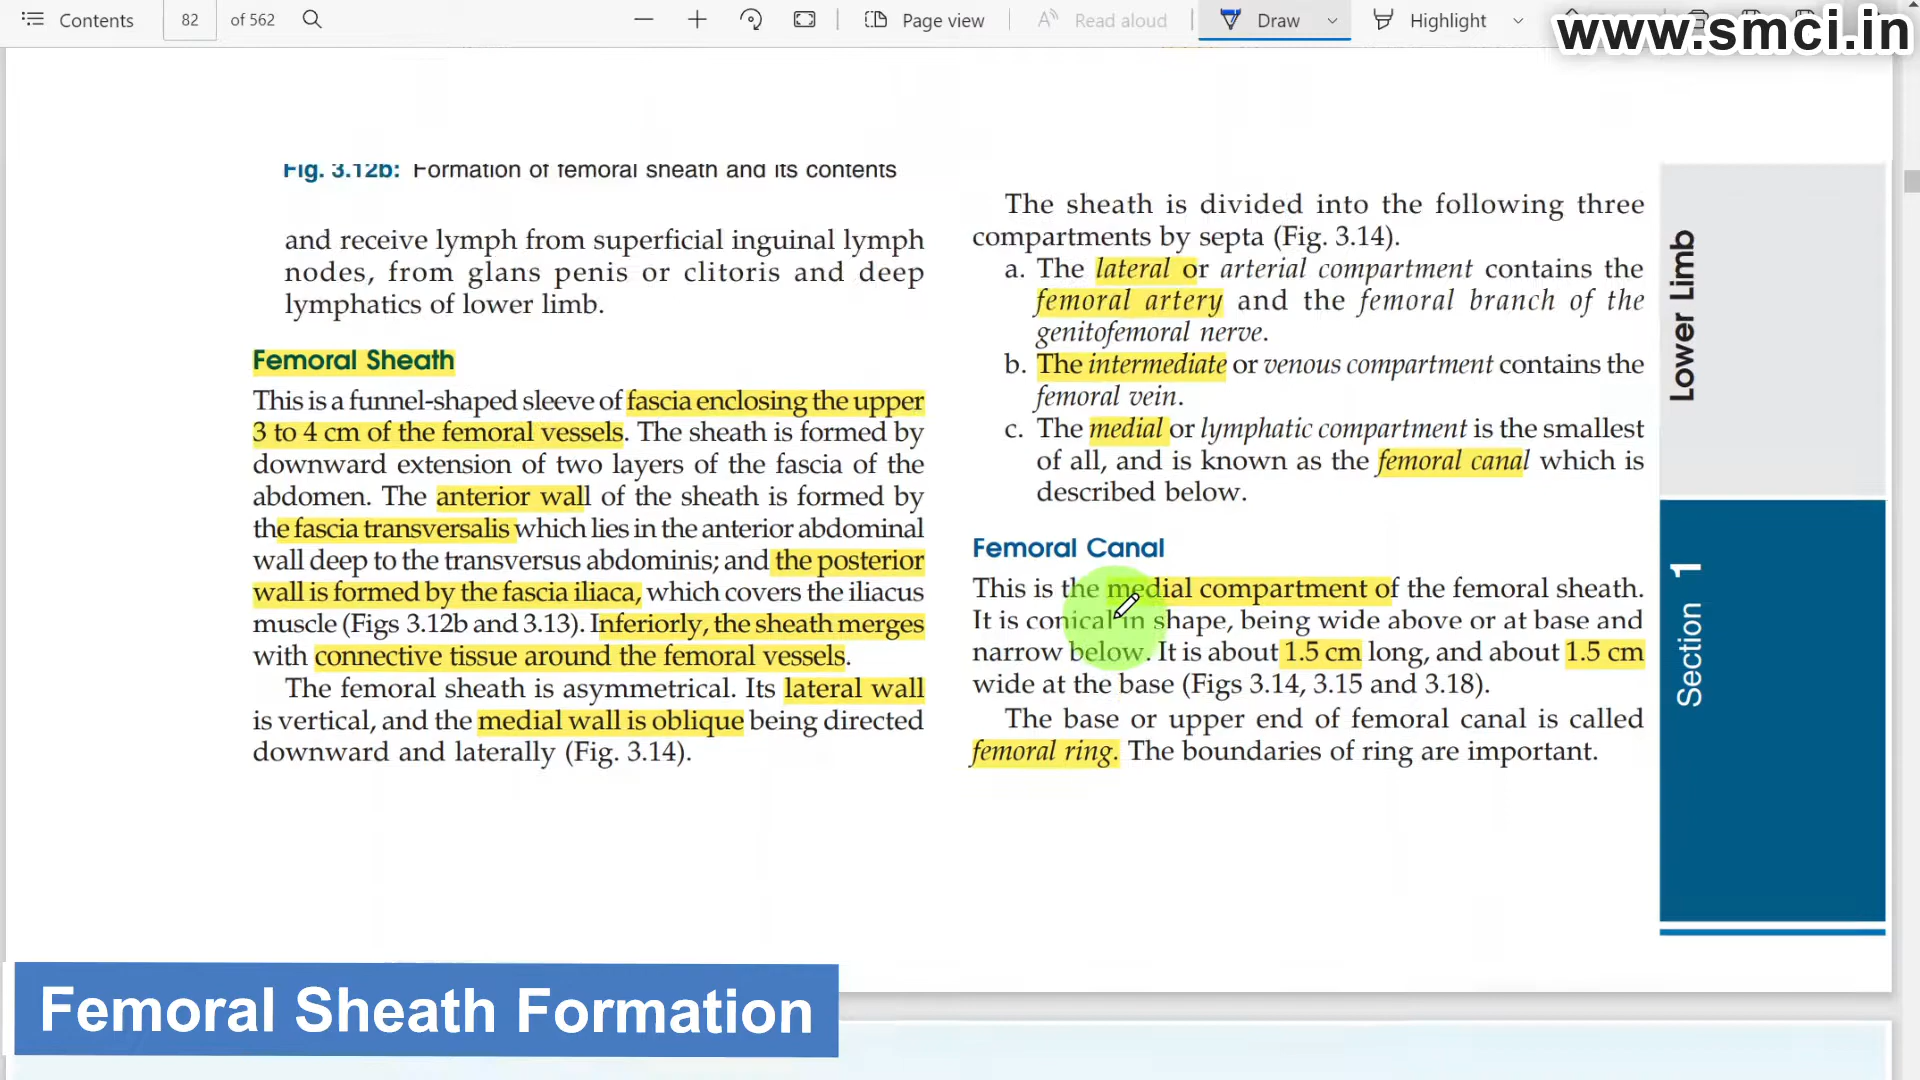 Contents
82 of 562
Page view
Read aloud
Draw
Highlight
www.smci.in
Fig. 3.12b: Formation of femoral sheath and its contents
and receive lymph from superficial inguinal lymph
nodes, from glans penis or clitoris and deep
lymphatics of lower limb.
Femoral Sheath
This is a funnel-shaped sleeve of fascia enclosing the upper
3 to 4 cm of the femoral vessels. The sheath is formed by
downward extension of two layers of the fascia of the
abdomen. The anterior wall of the sheath is formed by
the fascia transversalis which lies in the anterior abdominal
wall deep to the transversus abdominis; and the posterior
wall is formed by the fascia iliaca, which covers the iliacus
muscle (Figs 3.12b and 3.13). Inferiorly, the sheath merges
with connective tissue around the femoral vessels.
The femoral sheath is asymmetrical. Its lateral wall
is vertical, and the medial wall is oblique being directed
downward and laterally (Fig. 3.14).
The sheath is divided into the following three
compartments by septa (Fig. 3.14).
a. The lateral or arterial compartment contains the
femoral artery and the femoral branch of the
genitofemoral nerve.
b. The intermediate or venous compartment contains the
femoral vein.
c. The medial or lymphatic compartment is the smallest
of all, and is known as the femoral canal which is
described below.
Femoral Canal
This is the medial compartment of the femoral sheath.
It is conical in shape, being wide above or at base and
narrow below. It is about 1.5 cm long, and about 1.5 cm
wide at the base (Figs 3.14, 3.15 and 3.18).
The base or upper end of femoral canal is called
femoral ring. The boundaries of ring are important.
Lower Limb
Section 1
Femoral Sheath Formation